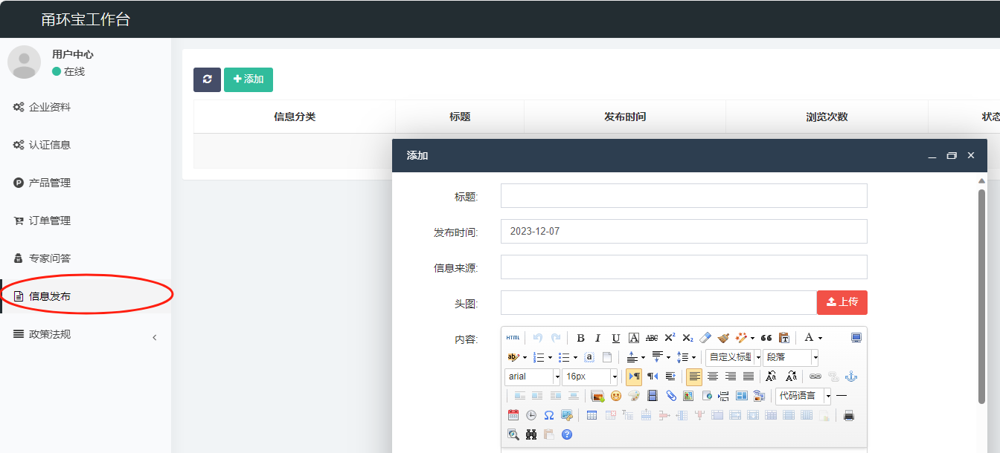 甬环宝工作台
用户中心
在线
企业资料
认证信息
产品管理
订单管理
专家问答
信息发布
政策法规
添加
信息分类 标题 发布时间 浏览次数 状态
添加
标题:
发布时间: 2023-12-07
信息来源:
头图: 上传
内容:
HTML B I U A ABC X² X₂ A
ab a 自定义标题 段落
arial 16px
代码语言